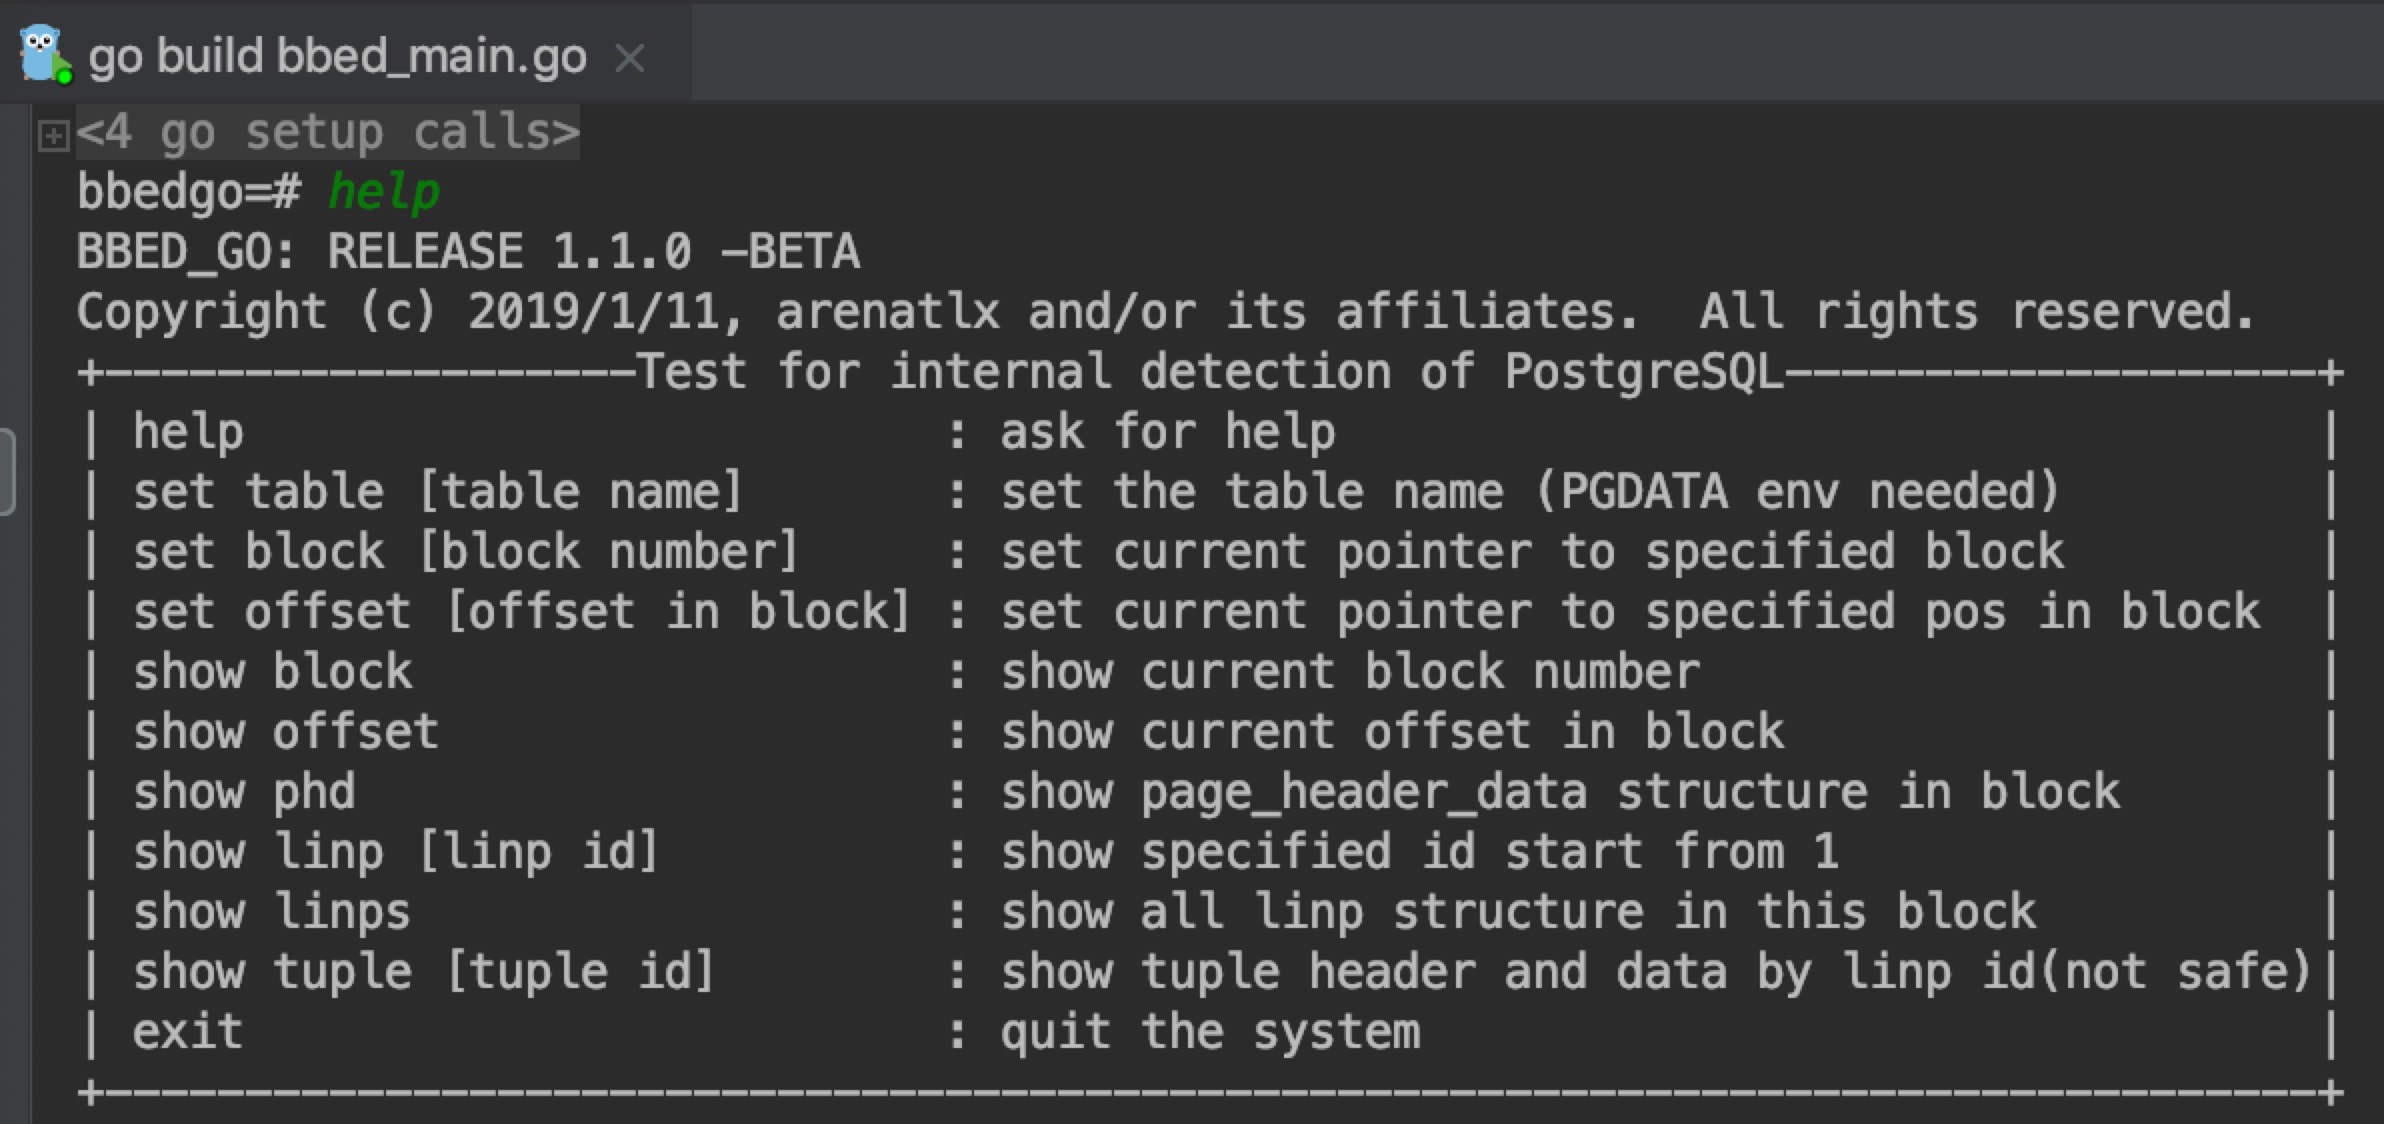 go build bbed_main.go ×
<4 go setup calls>
bbedgo=# help
BBED_GO: RELEASE 1.1.0 -BETA
Copyright (c) 2019/1/11, arenatlx and/or its affiliates.  All rights reserved.
+-------------------Test for internal detection of PostgreSQL-------------------+
| help                         : ask for help                                   |
| set table [table name]       : set the table name (PGDATA env needed)         |
| set block [block number]     : set current pointer to specified block         |
| set offset [offset in block] : set current pointer to specified pos in block  |
| show block                   : show current block number                      |
| show offset                  : show current offset in block                   |
| show phd                     : show page_header_data structure in block       |
| show linp [linp id]          : show specified id start from 1                 |
| show linps                   : show all linp structure in this block          |
| show tuple [tuple id]        : show tuple header and data by linp id(not safe)|
| exit                         : quit the system                                |
+-------------------------------------------------------------------------------+